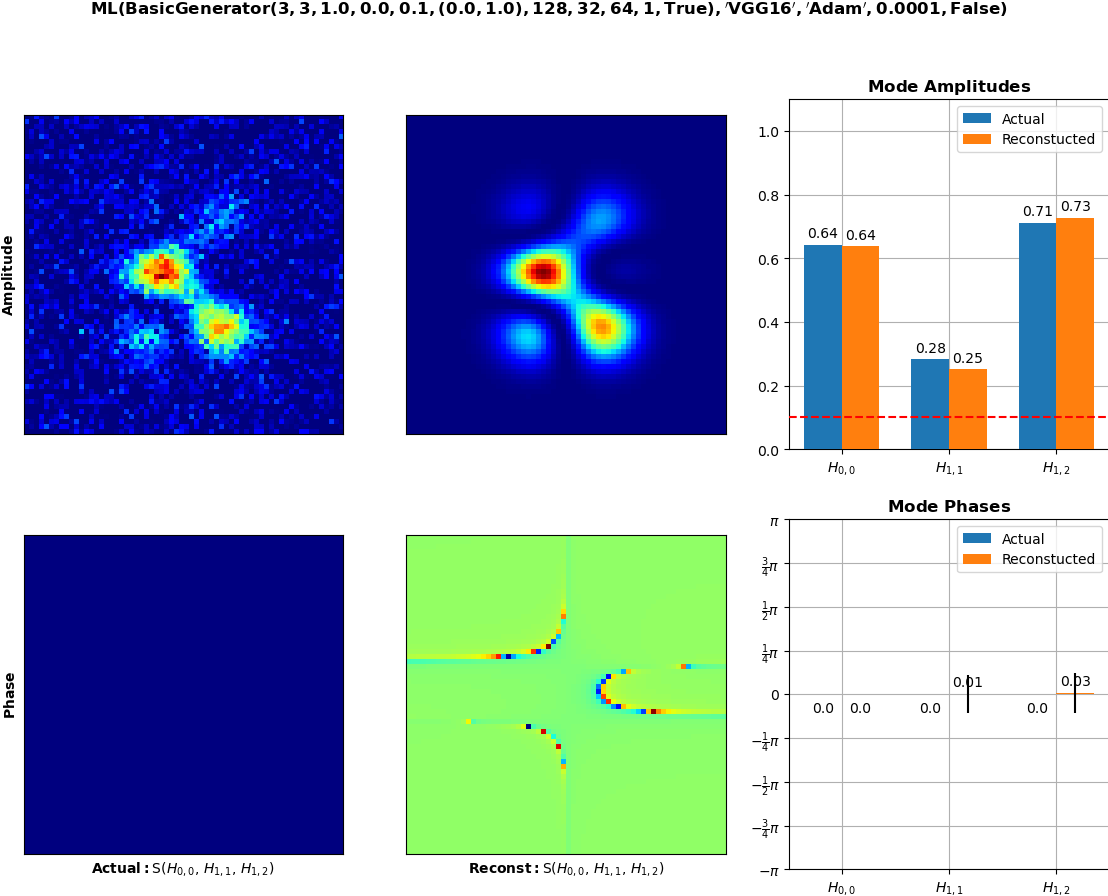 ML(BasicGenerator(3, 3, 1.0, 0.0, 0.1, (0.0, 1.0), 128, 32, 64, 1, True), ′VGG16′, ′Adam′, 0.0001, False)
Amplitude
Mode Amplitudes
Actual
Reconstucted
1.0
0.8
0.6
0.4
0.2
0.0
0.64 0.64
0.28 0.25
0.71 0.73
H0,0 H1,1 H1,2
Phase
Actual: S(H0,0, H1,1, H1,2)
Reconst: S(H0,0, H1,1, H1,2)
Mode Phases
Actual
Reconstucted
π
3/4π
1/2π
1/4π
0
−1/4π
−1/2π
−3/4π
−π
0.0 0.0
0.0 0.01
0.0 0.03
H0,0 H1,1 H1,2